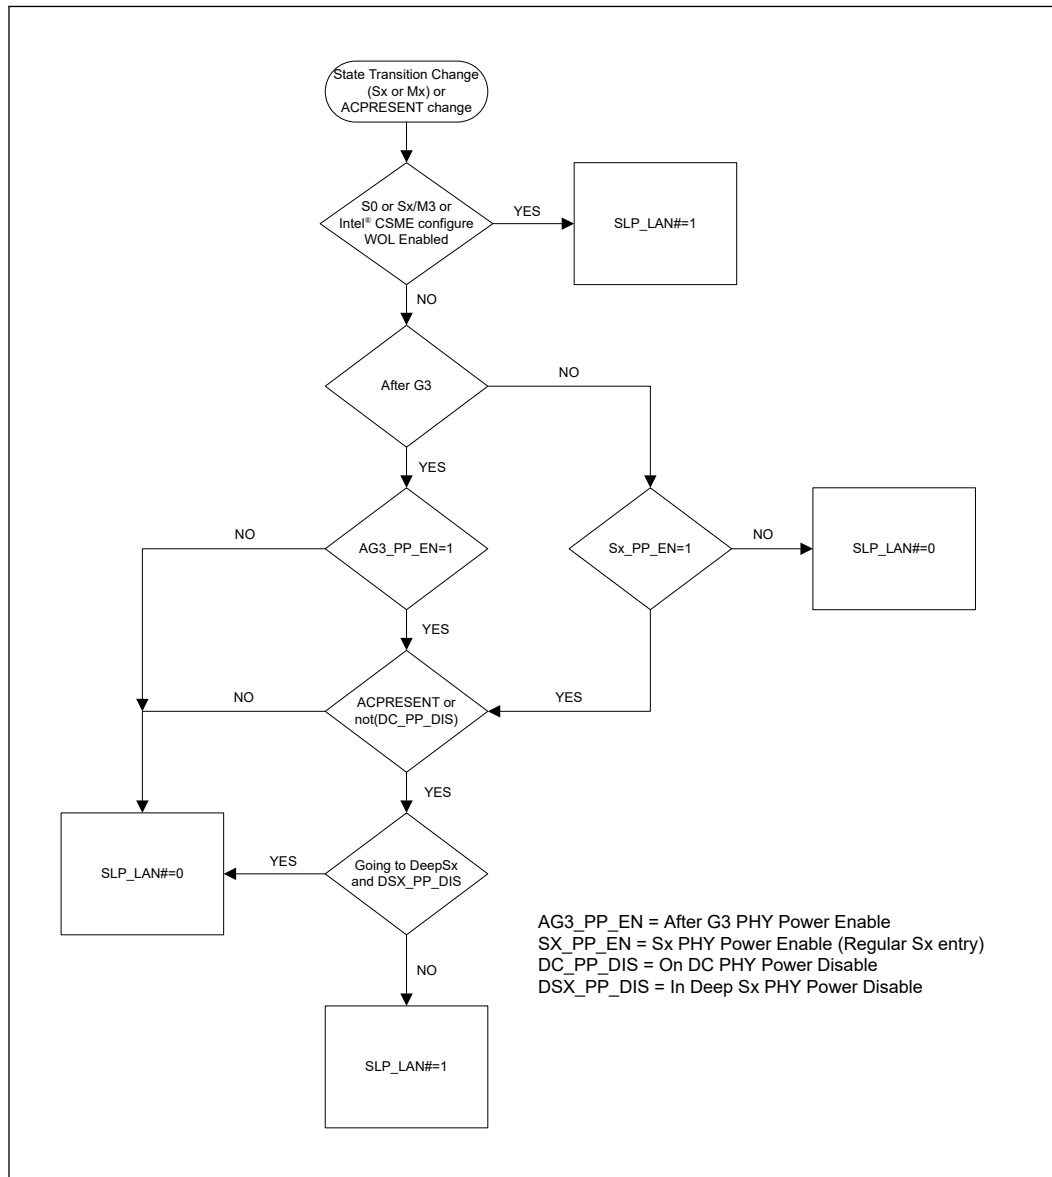 State Transition Change
(Sx or Mx) or
ACPRESENT change
S0 or Sx/M3 or
Intel® CSME configure
WOL Enabled
YES
SLP_LAN#=1
NO
After G3
NO
YES
AG3_PP_EN=1
NO
Sx_PP_EN=1
NO
SLP_LAN#=0
YES
ACPRESENT or
not(DC_PP_DIS)
NO
YES
YES
Going to DeepSx
and DSX_PP_DIS
YES
SLP_LAN#=0
NO
SLP_LAN#=1
AG3_PP_EN = After G3 PHY Power Enable
SX_PP_EN = Sx PHY Power Enable (Regular Sx entry)
DC_PP_DIS = On DC PHY Power Disable
DSX_PP_DIS = In Deep Sx PHY Power Disable